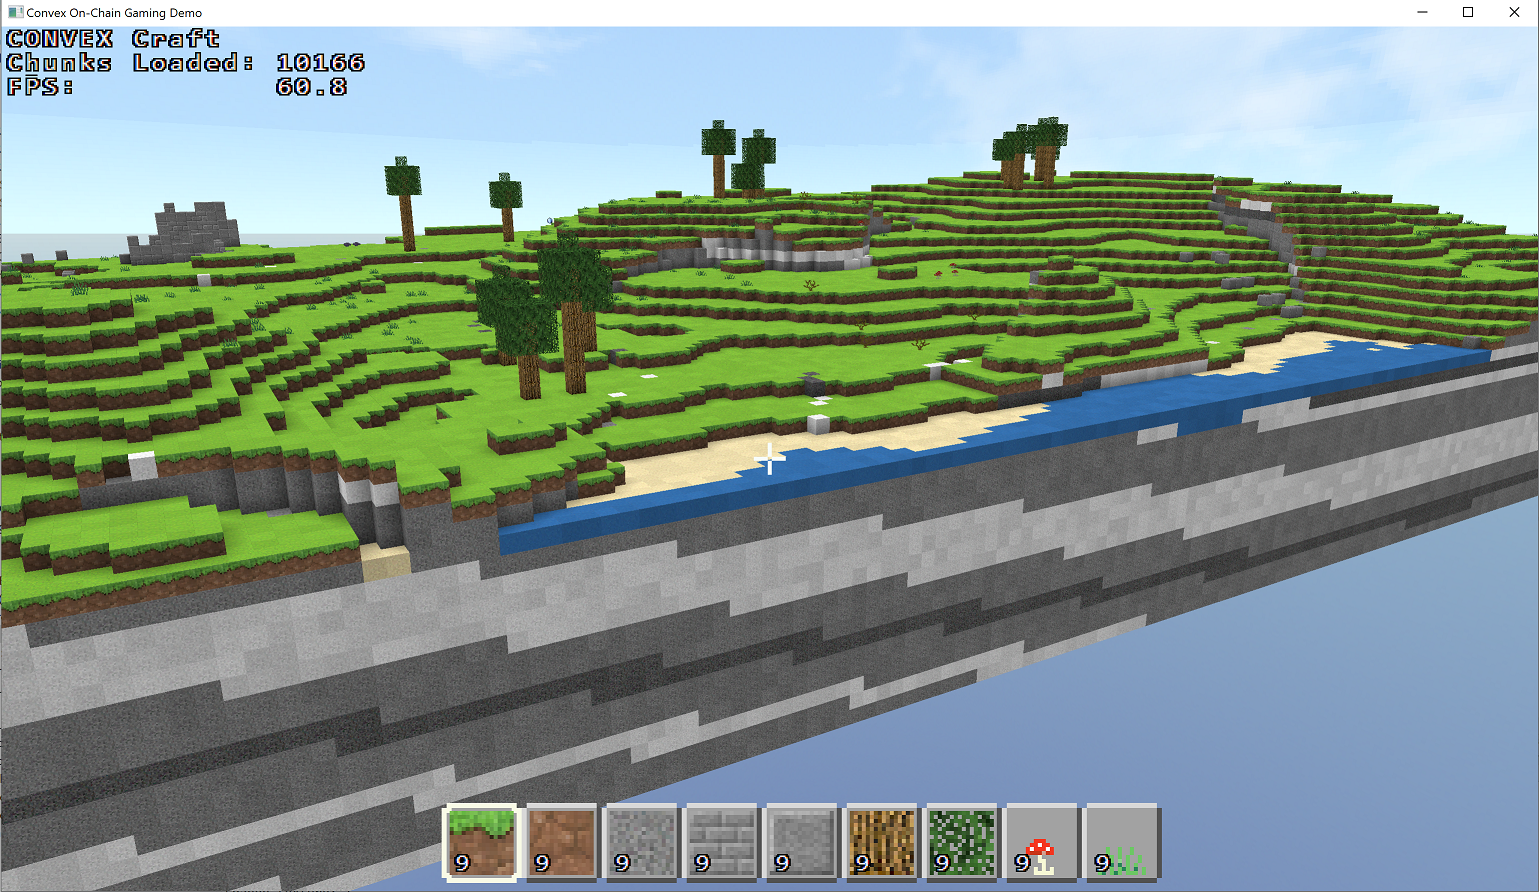 Convex On-Chain Gaming Demo
CONVEX Craft
Chunks Loaded: 10166
FPS: 60.8
9 9 9 9 9 9 9 9 9